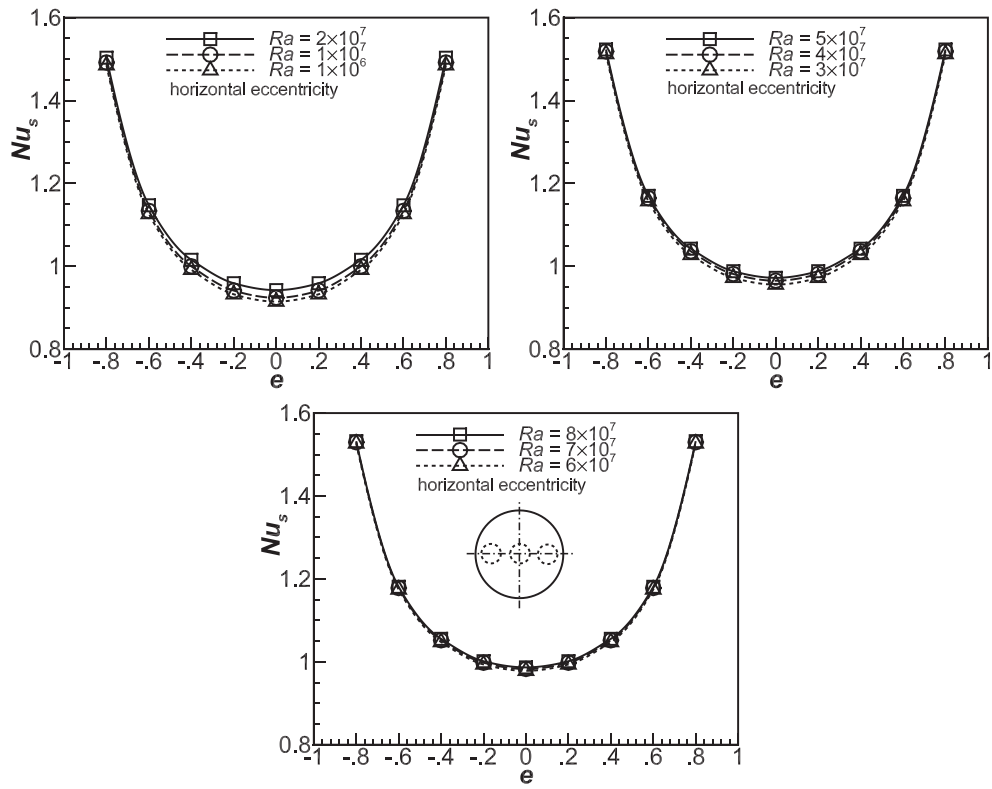 1.6
1.4
1.2
1
0.8
Nu_s
Ra = 2×10^7
Ra = 1×10^7
Ra = 1×10^6
horizontal eccentricity
-1 -.8 -.6 -.4 -.2 0 .2 .4 .6 .8 1
e
1.6
1.4
1.2
1
0.8
Nu_s
Ra = 5×10^7
Ra = 4×10^7
Ra = 3×10^7
horizontal eccentricity
-1 -.8 -.6 -.4 -.2 0 .2 .4 .6 .8 1
e
1.6
1.4
1.2
1
0.8
Nu_s
Ra = 8×10^7
Ra = 7×10^7
Ra = 6×10^7
horizontal eccentricity
-1 -.8 -.6 -.4 -.2 0 .2 .4 .6 .8 1
e